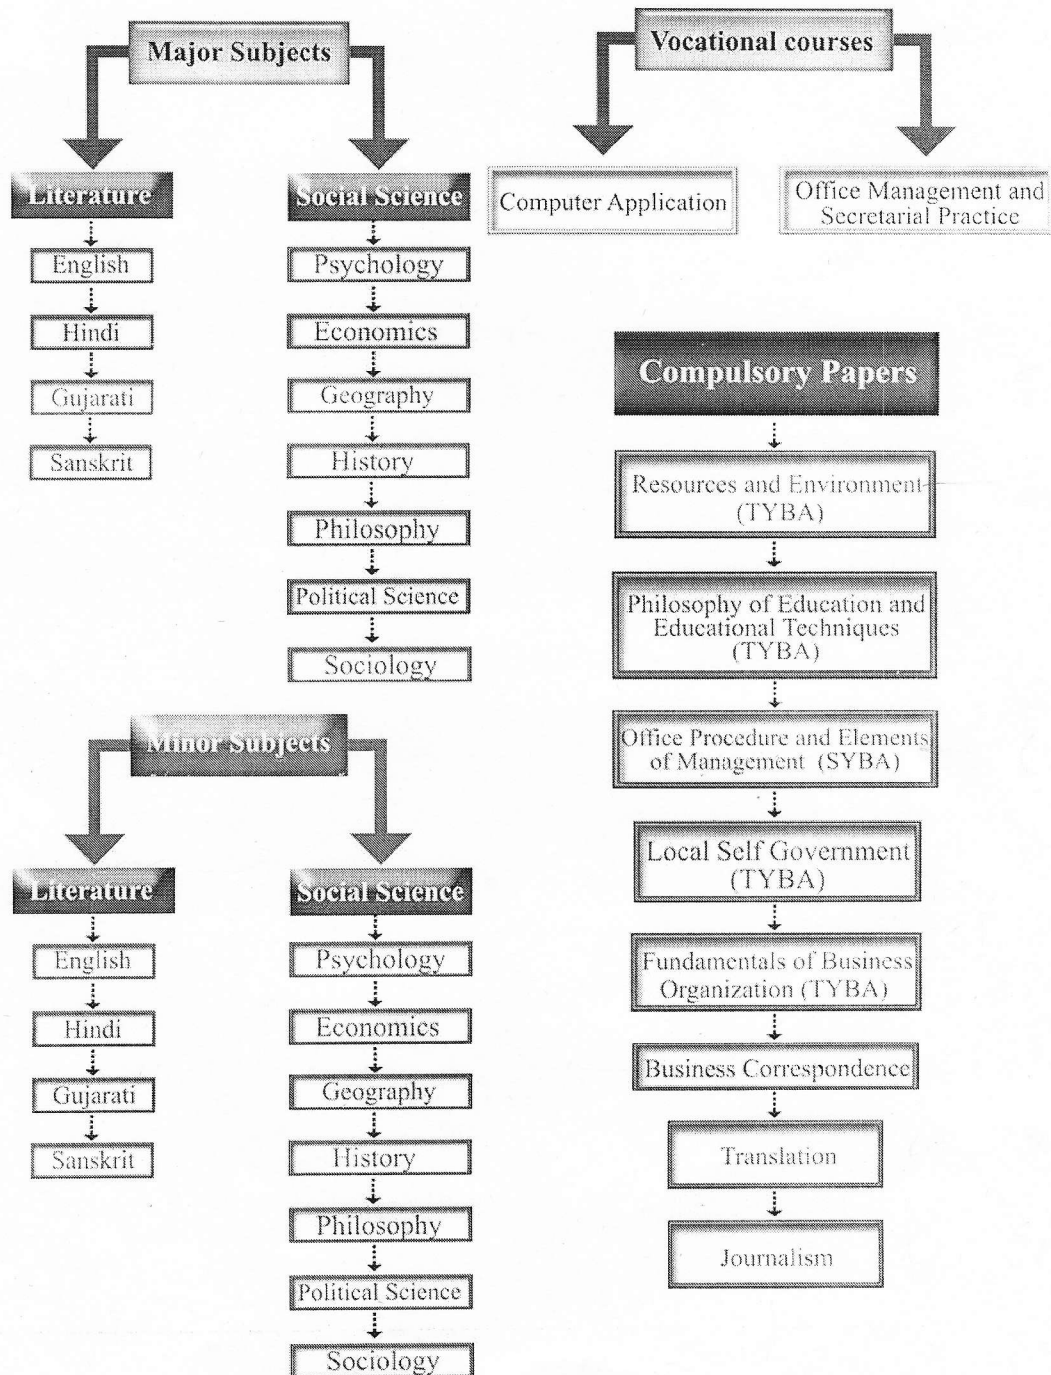 Major Subjects
Literature
English
Hindi
Gujarati
Sanskrit
Social Science
Psychology
Economics
Geography
History
Philosophy
Political Science
Sociology
Minor Subjects
Literature
English
Hindi
Gujarati
Sanskrit
Social Science
Psychology
Economics
Geography
History
Philosophy
Political Science
Sociology
Vocational courses
Computer Application
Office Management and
Secretarial Practice
Compulsory Papers
Resources and Environment
(TYBA)
Philosophy of Education and
Educational Techniques
(TYBA)
Office Procedure and Elements
of Management (SYBA)
Local Self Government
(TYBA)
Fundamentals of Business
Organization (TYBA)
Business Correspondence
Translation
Journalism